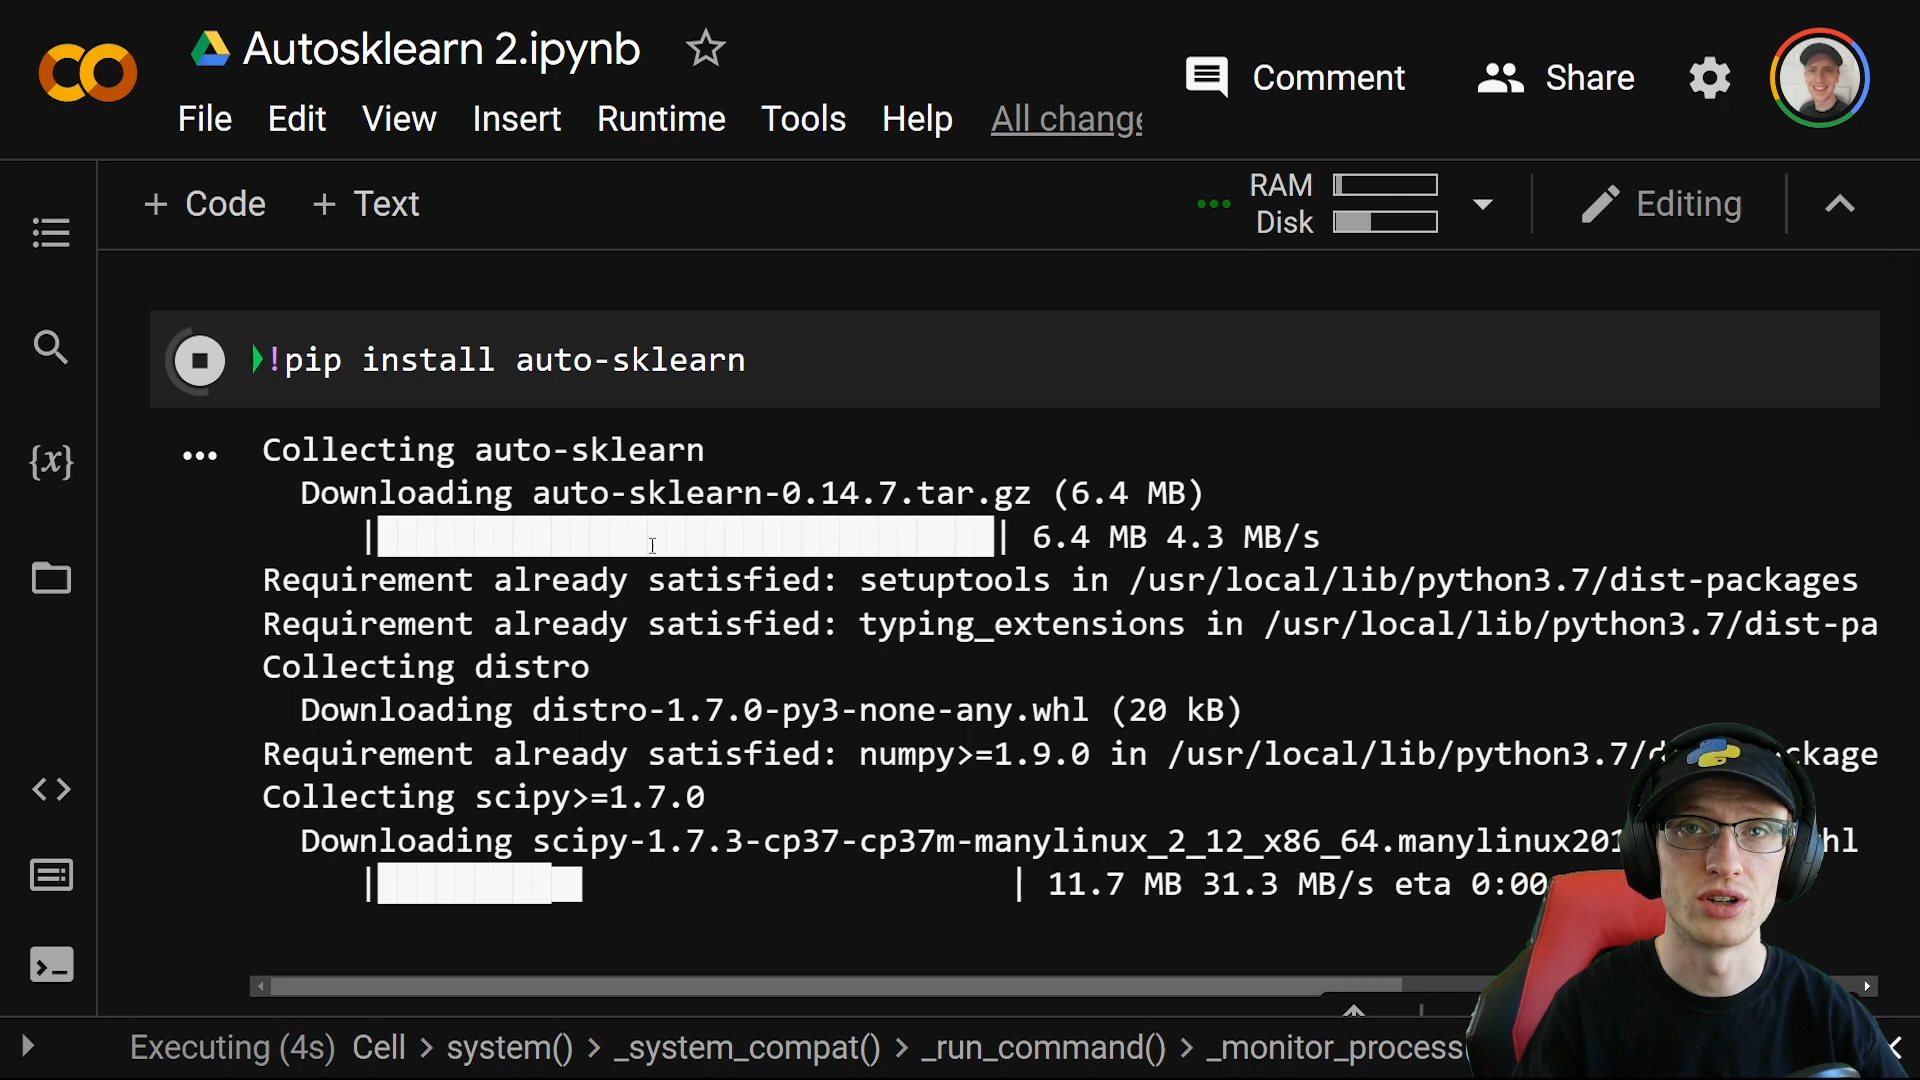 Autosklearn 2.ipynb
Comment
Share
File Edit View Insert Runtime Tools Help All change
+ Code + Text
RAM
Disk
Editing
!pip install auto-sklearn
Collecting auto-sklearn
Downloading auto-sklearn-0.14.7.tar.gz (6.4 MB)
| | 6.4 MB 4.3 MB/s
Requirement already satisfied: setuptools in /usr/local/lib/python3.7/dist-packages
Requirement already satisfied: typing_extensions in /usr/local/lib/python3.7/dist-pa
Collecting distro
Downloading distro-1.7.0-py3-none-any.whl (20 kB)
Requirement already satisfied: numpy>=1.9.0 in /usr/local/lib/python3.7/d ckage
Collecting scipy>=1.7.0
Downloading scipy-1.7.3-cp37-cp37m-manylinux_2_12_x86_64.manylinux201 hl
| | 11.7 MB 31.3 MB/s eta 0:00
Executing (4s) Cell > system() > _system_compat() > _run_command() > _monitor_process